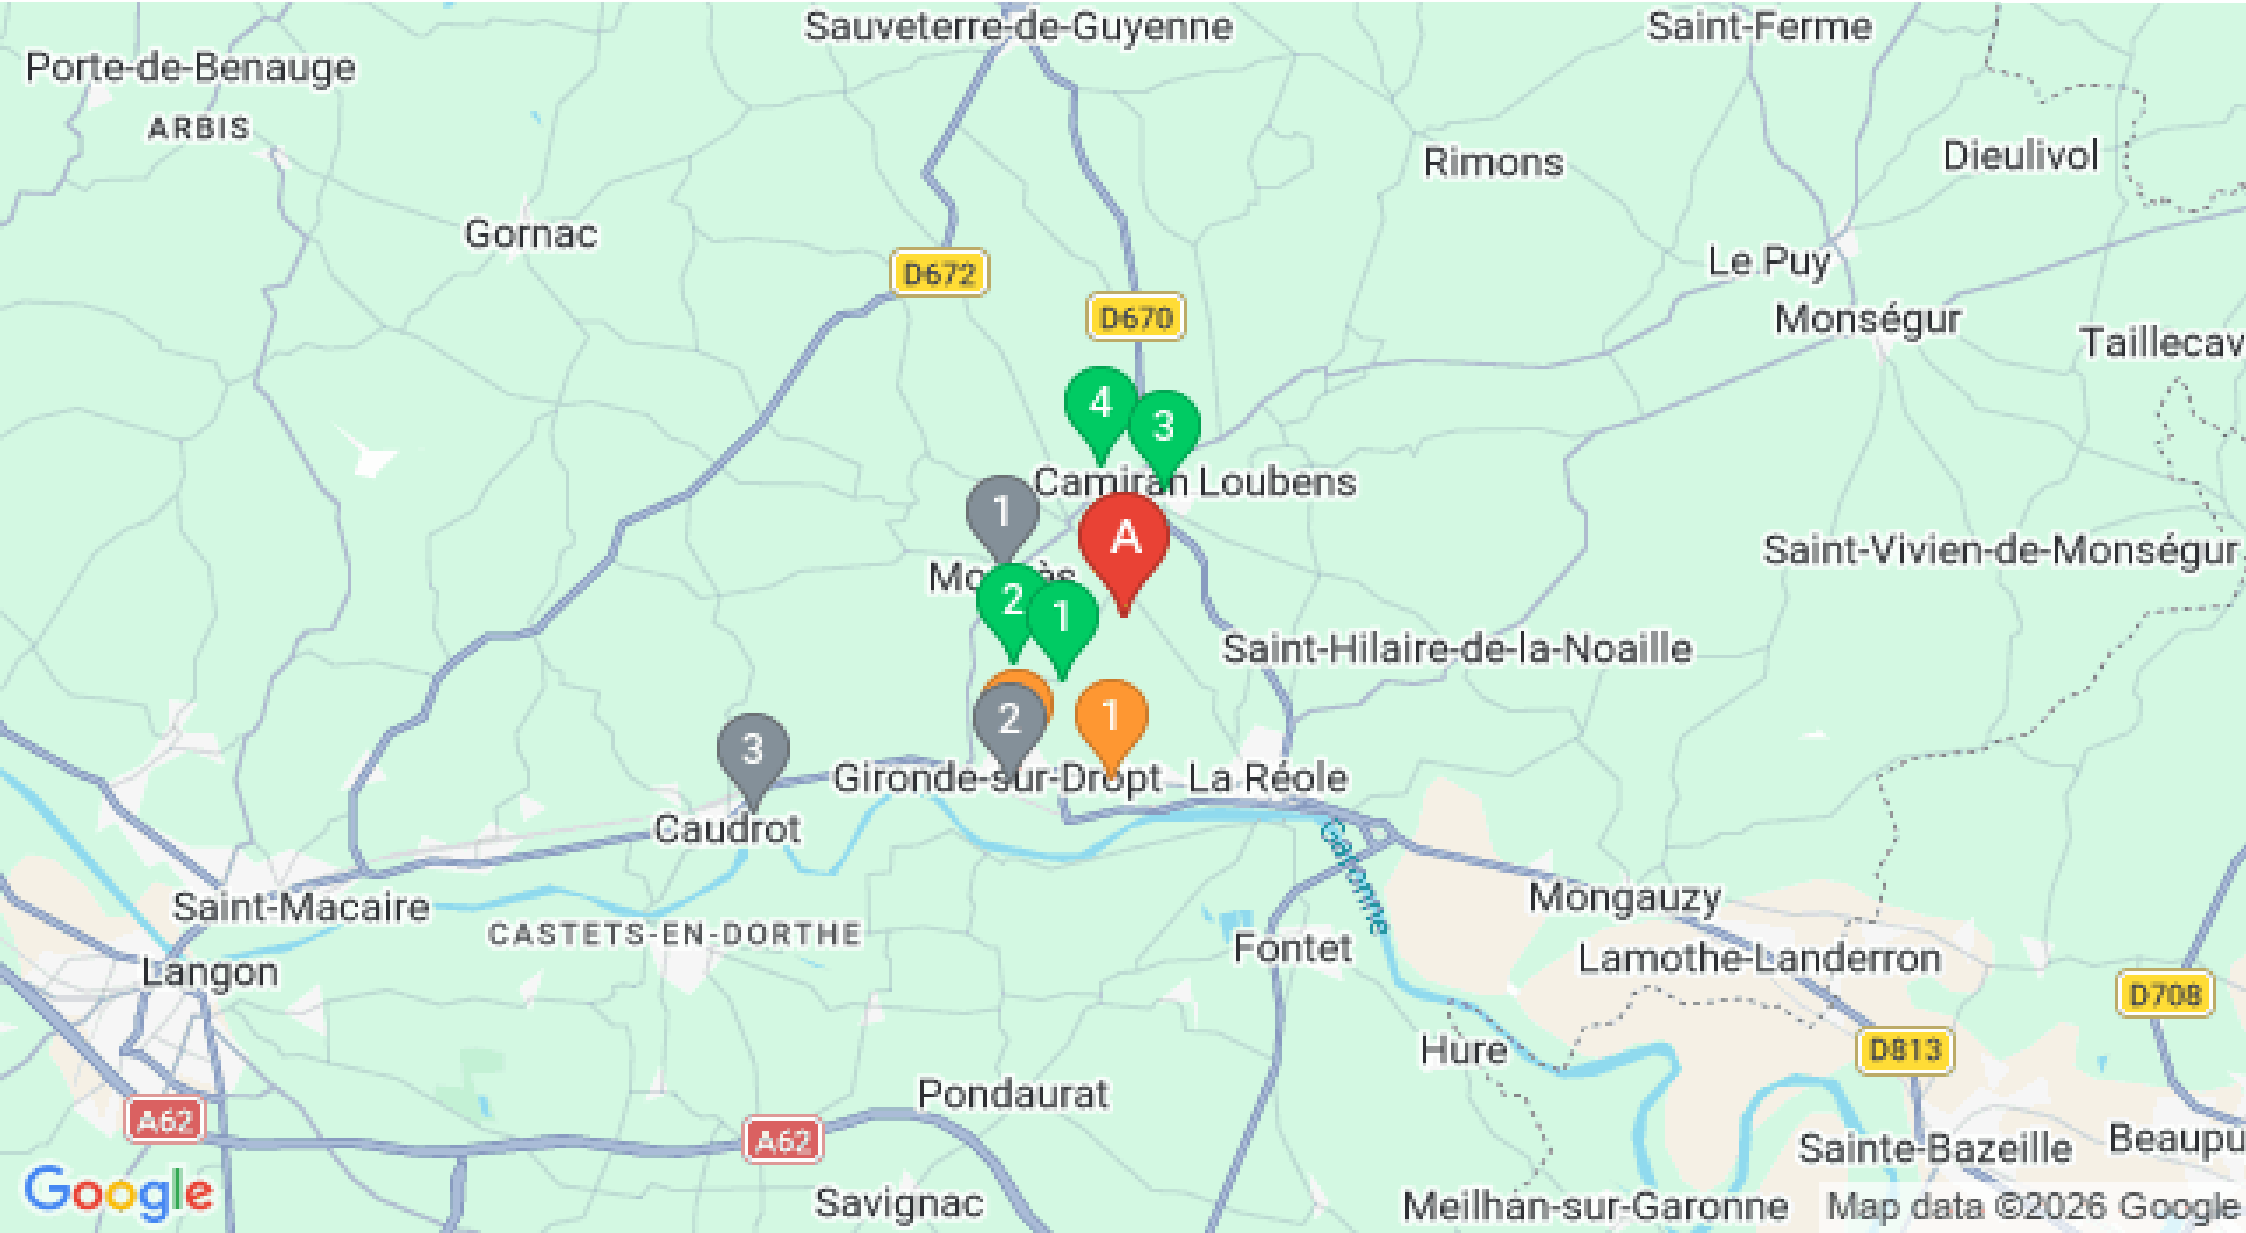 Sauveterre-de-Guyenne
Saint-Ferme
Porte-de-Benauge
ARBIS
Dieulivol
Rimons
Gornac
Le Puy
D672
D670
Monségur
Taillecav
4
3
Camiran
Loubens
1
A
Saint-Vivien-de-Monségur
2
1
Saint-Hilaire-de-la-Noaille
2
1
3
Gironde-sur-Dropt
La Réole
Caudrot
Garonne
Mongauzy
Saint-Macaire
CASTETS-EN-DORTHE
Fontet
Lamothe-Landerron
Langon
D708
Hure
D813
Pondaurat
A62
A62
Sainte-Bazeille
Beaupu
Google
Savignac
Meilhan-sur-Garonne
Map data ©2026 Google